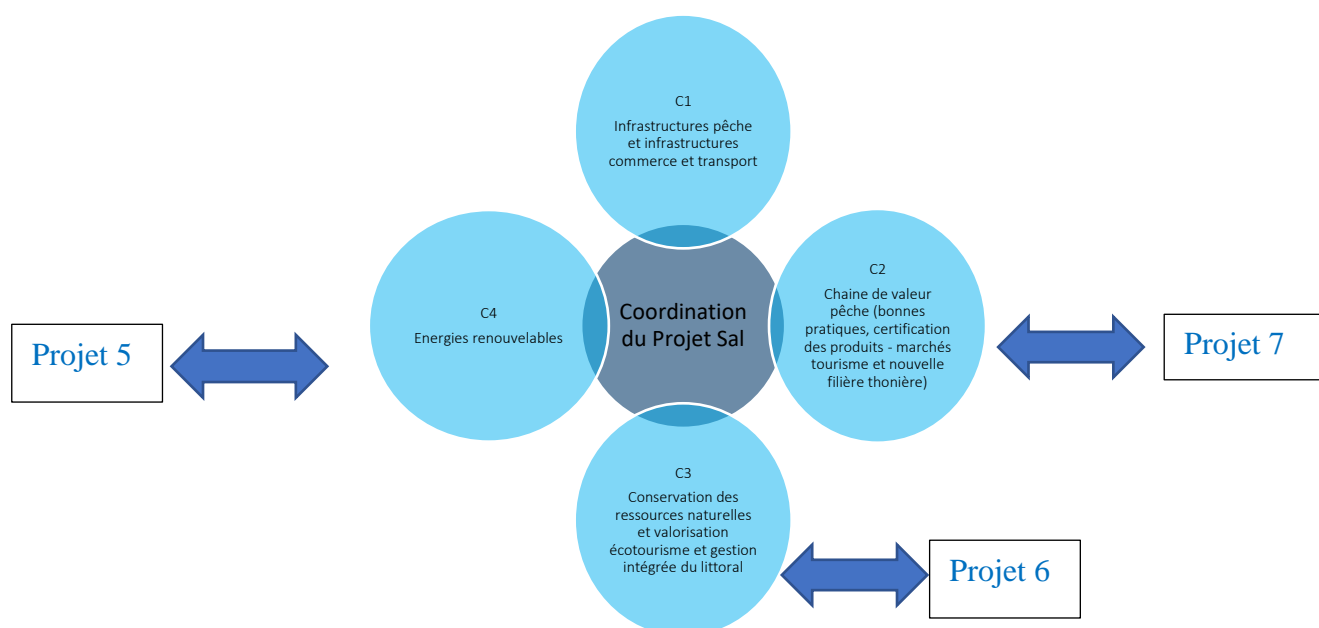 C1
Infrastructures pêche
et infrastructures
commerce et transport
C4
Energies renouvelables
Coordination
du Projet Sal
C2
Chaine de valeur
pêche (bonnes
pratiques, certification
des produits - marchés
tourisme et nouvelle
filière thonière)
Projet 5
Projet 7
C3
Conservation des
ressources naturelles
et valorisation
écotourisme et gestion
intégrée du littoral
Projet 6